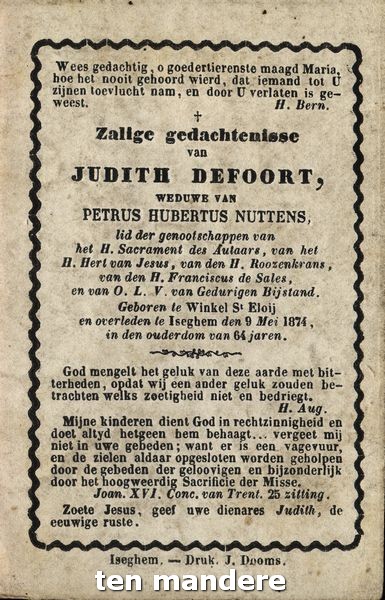 Wees gedachtig, o goedertierenste maagd Maria,
hoe het nooit gehoord wierd, dat iemand tot U
zijnen toevlucht nam, en door U verlaten is ge-
weest. H. Bern.
†
Zalige gedachtenisse
van
JUDITH DEFOORT,
WEDUWE VAN
PETRUS HUBERTUS NUTTENS,
lid der genootschappen van
het H. Sacrament des Autaars, van het
H. Hert van Jesus, van den H. Roozenkrans,
van den H. Franciscus de Sales,
en van O. L. V. van Gedurigen Bijstand.
Geboren te Winkel St Eloij
en overleden te Iseghem den 9 Mei 1874,
in den ouderdom van 64 jaren.
God mengelt het geluk van deze aarde met bit-
terheden, opdat wij een ander geluk zouden be-
trachten welks zoetigheid niet en bedriegt.
H. Aug.
Mijne kinderen dient God in rechtzinnigheid en
doet altyd hetgeen hem behaagt... vergeet mij
niet in uwe gebeden; want er is een vagevuur,
en de zielen aldaar opgesloten worden geholpen
door de gebeden der geloovigen en bijzonderlijk
door het hoogweerdig Sacrificie der Misse.
Joan. XVI. Conc. van Trent. 25 zitting.
Zoete Jesus, geef uwe dienares Judith, de
eeuwige ruste.
Iseghem. — Druk. J. Dooms.
ten mandere